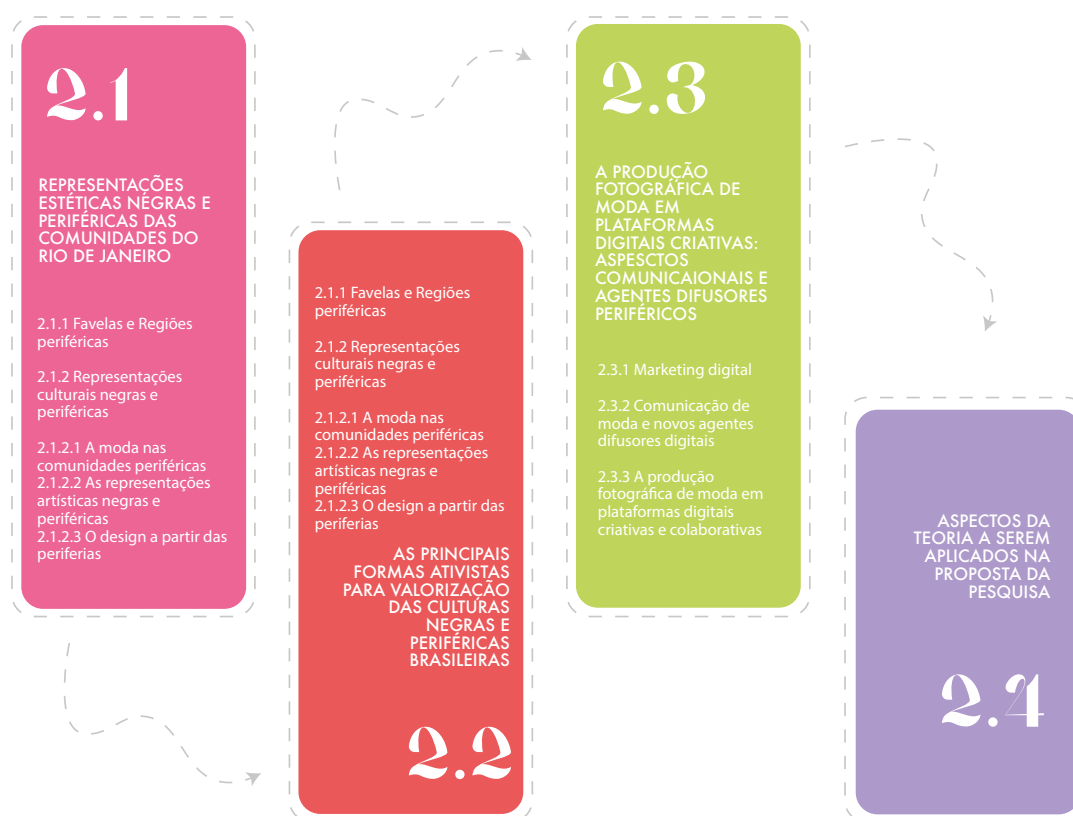 2.1
REPRESENTAÇÕES
ESTÉTICAS NEGRAS E
PERIFÉRICAS DAS
COMUNIDADES DO
RIO DE JANEIRO
2.1.1 Favelas e Regiões
periféricas
2.1.2 Representações
culturais negras e
periféricas
2.1.2.1 A moda nas
comunidades periféricas
2.1.2.2 As representações
artísticas negras e
periféricas
2.1.2.3 O design a partir das
periferias
2.1.1 Favelas e Regiões
periféricas
2.1.2 Representações
culturais negras e
periféricas
2.1.2.1 A moda nas
comunidades periféricas
2.1.2.2 As representações
artísticas negras e
periféricas
2.1.2.3 O design a partir das
periferias
AS PRINCIPAIS
FORMAS ATIVISTAS
PARA VALORIZAÇÃO
DAS CULTURAS
NEGRAS E
PERIFÉRICAS
BRASILEIRAS
2.2
2.3
A PRODUÇÃO
FOTOGRÁFICA DE
MODA EM
PLATAFORMAS
DIGITAIS CRIATIVAS:
ASPESCTOS
COMUNICAIONAIS E
AGENTES DIFUSORES
PERIFÉRICOS
2.3.1 Marketing digital
2.3.2 Comunicação de
moda e novos agentes
difusores digitais
2.3.3 A produção
fotográfica de moda em
plataformas digitais
criativas e colaborativas
ASPECTOS DA
TEORIA A SEREM
APLICADOS NA
PROPOSTA DA
PESQUISA
2.4